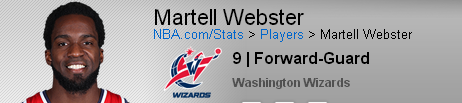 Martell Webster
NBA.com/Stats > Players > Martell Webster
9 | Forward-Guard
WIZARDS
Washington Wizards